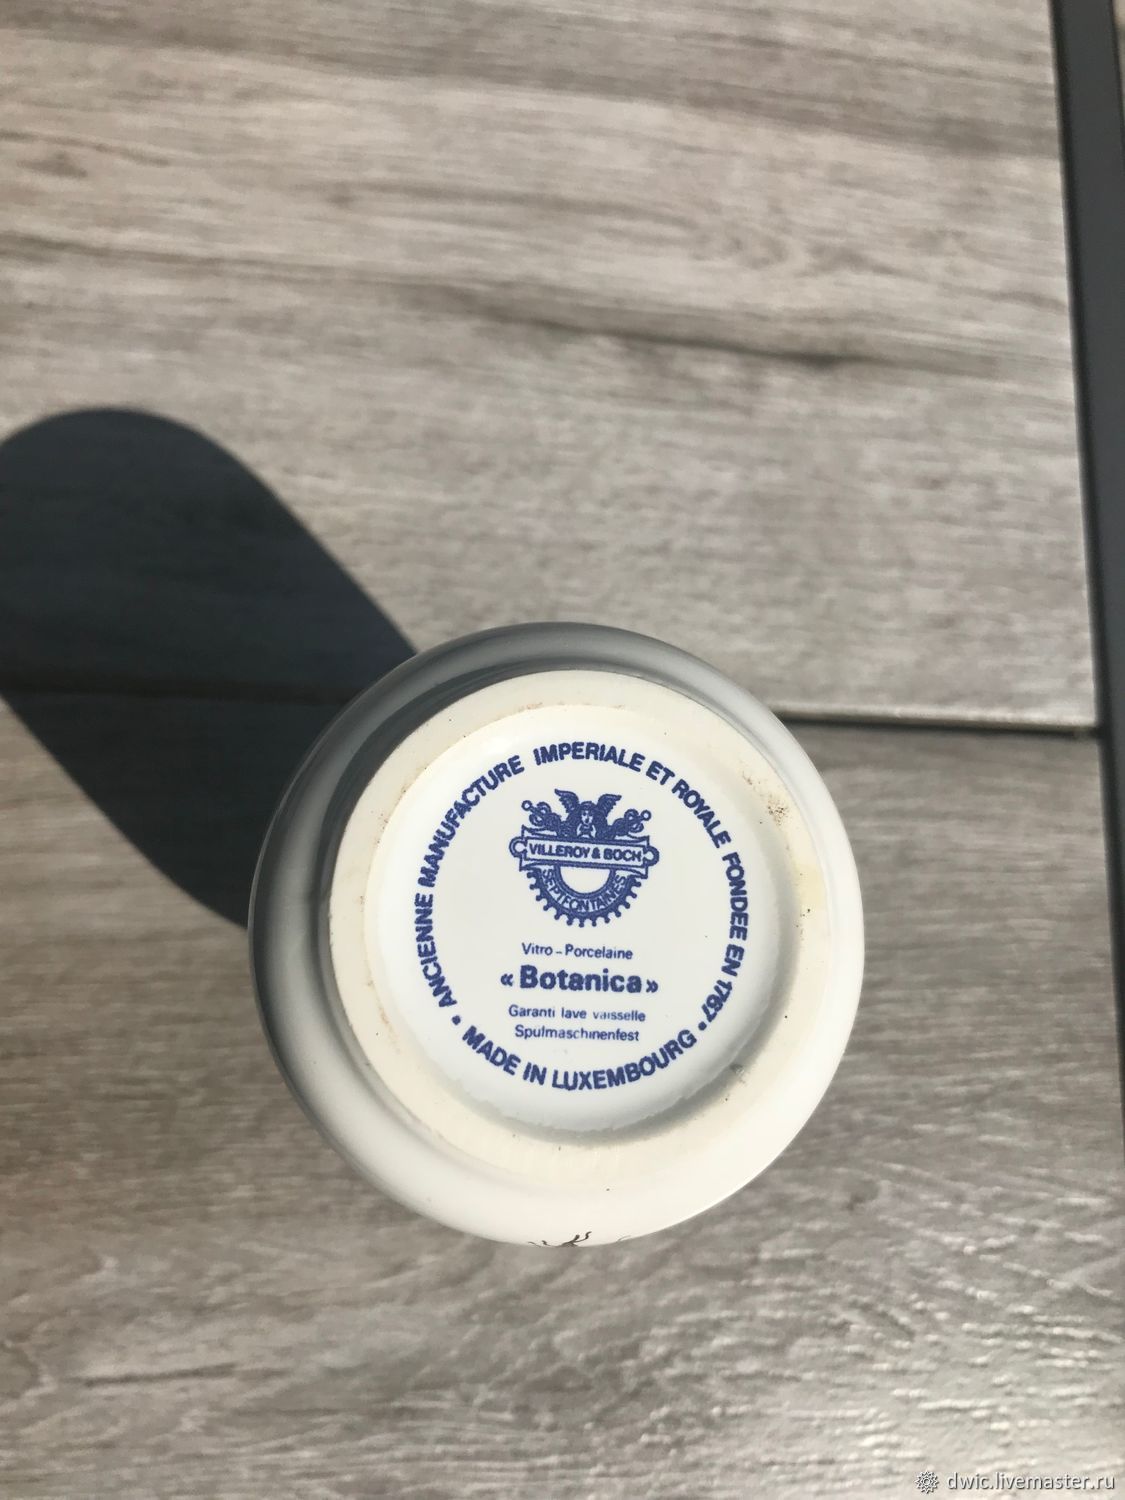 ANCIENNE MANUFACTURE IMPERIALE ET ROYALE FONDEE EN 1767
VILLEROY & BOCH
SEPTFONTAINES
Vitro-Porcelaine
«Botanica»
Garanti lave vaisselle
Spulmaschinenfest
• MADE IN LUXEMBOURG •
dwic.livemaster.ru